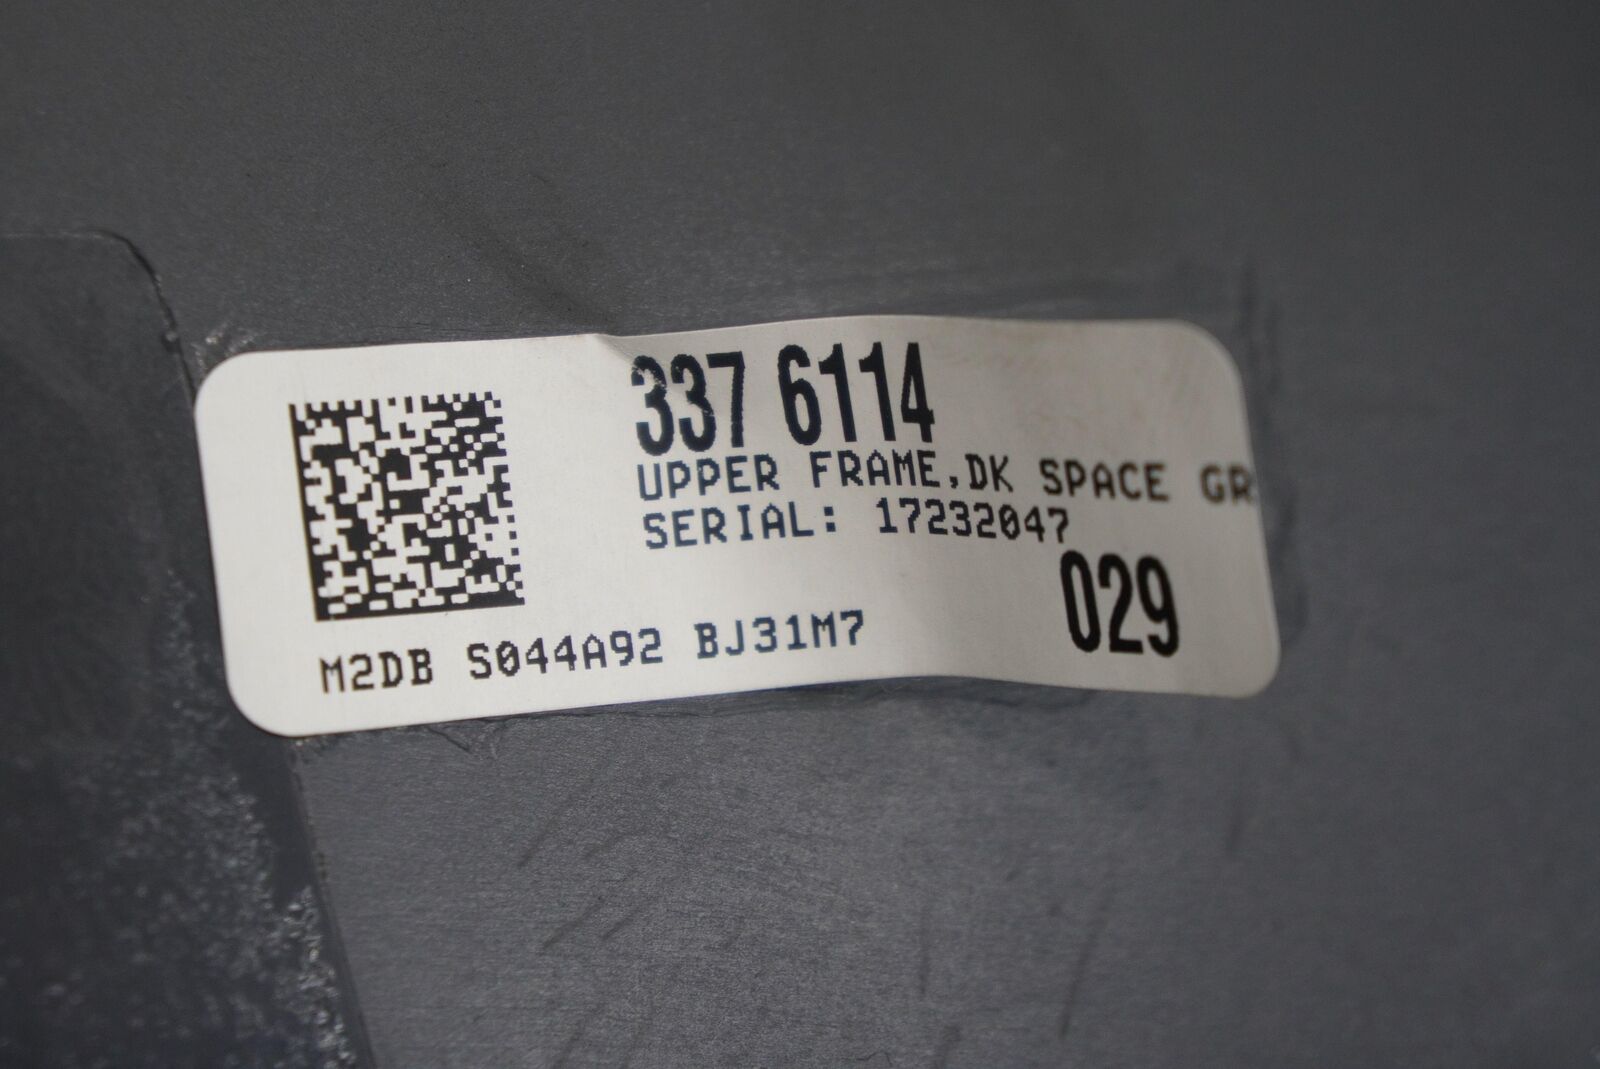 337 6114
UPPER FRAME,DK SPACE GR
SERIAL: 17232047
029
M2DB S044A92 BJ31M7